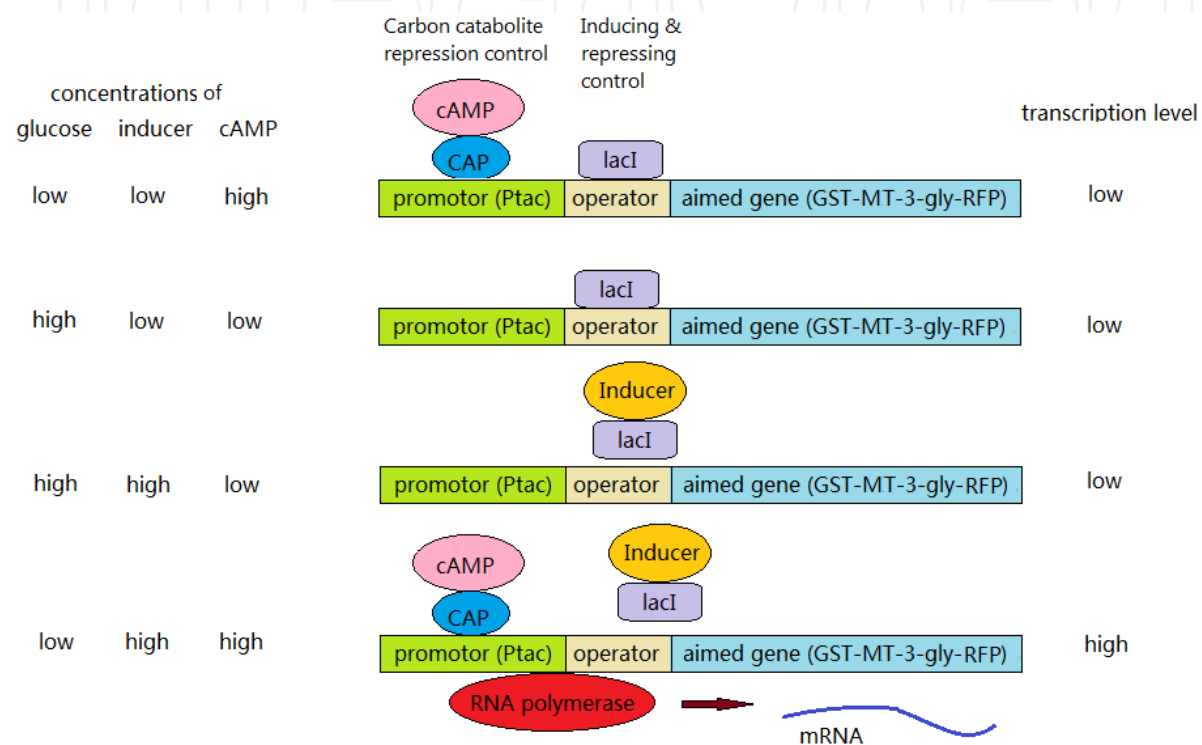 Carbon catabolite
repression control
Inducing &
repressing
control
concentrations of
glucose inducer cAMP
transcription level
cAMP
CAP
lacI
low low high
promotor (Ptac) operator aimed gene (GST-MT-3-gly-RFP)
low
lacI
high low low
promotor (Ptac) operator aimed gene (GST-MT-3-gly-RFP)
low
Inducer
lacI
high high low
promotor (Ptac) operator aimed gene (GST-MT-3-gly-RFP)
low
cAMP
Inducer
CAP
lacI
low high high
promotor (Ptac) operator aimed gene (GST-MT-3-gly-RFP)
high
RNA polymerase
mRNA